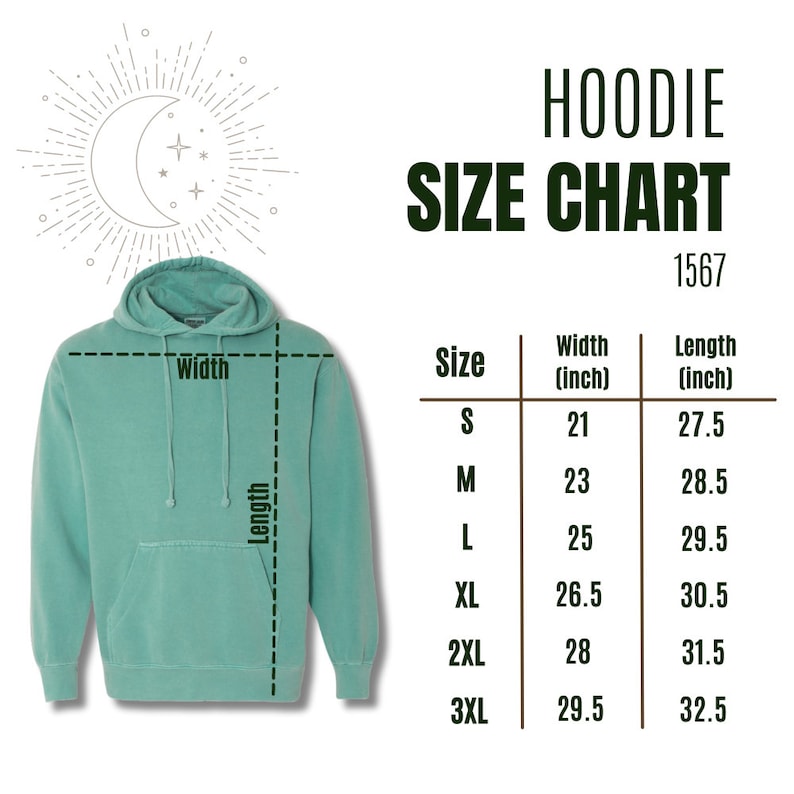 HOODIE
SIZE CHART
1567
Width
Length
Size Width (inch) Length (inch)
S 21 27.5
M 23 28.5
L 25 29.5
XL 26.5 30.5
2XL 28 31.5
3XL 29.5 32.5